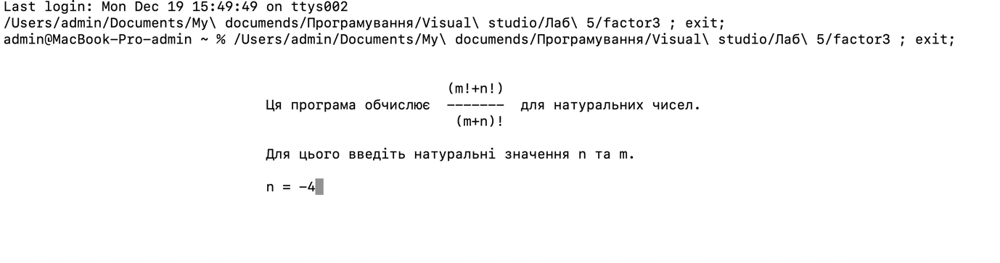 Last login: Mon Dec 19 15:49:49 on ttys002
/Users/admin/Documents/My\ documends/Програмування/Visual\ studio/Лаб\ 5/factor3 ; exit;
admin@MacBook-Pro-admin ~ % /Users/admin/Documents/My\ documends/Програмування/Visual\ studio/Лаб\ 5/factor3 ; exit;
(m!+n!)
Ця програма обчислює ------- для натуральних чисел.
(m+n)!
Для цього введіть натуральні значення n та m.
n = -4